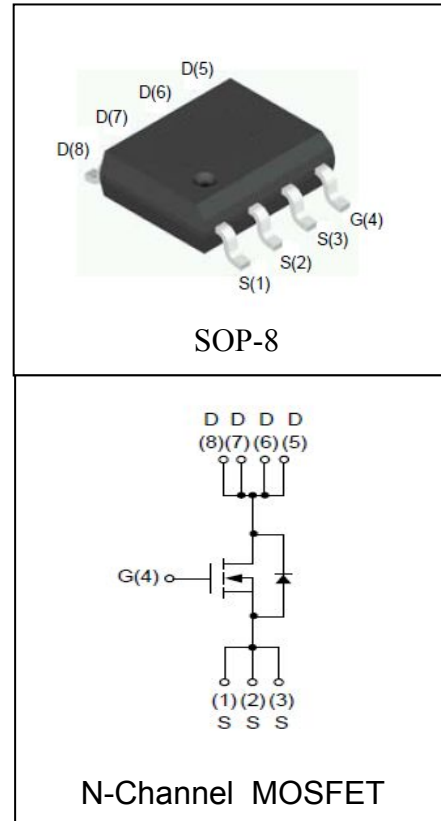 D(5)
D(6)
D(7)
D(8)
G(4)
S(3)
S(2)
S(1)
SOP-8
D D D D
(8)(7)(6)(5)
G(4)
(1)(2)(3)
S S S
N-Channel MOSFET